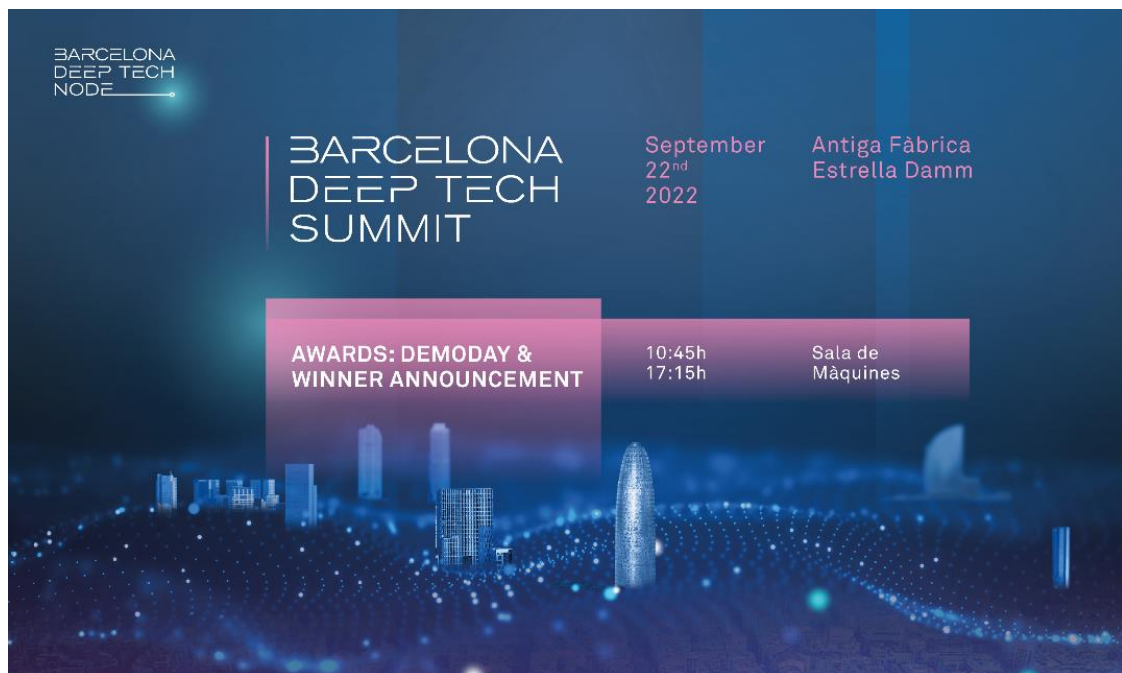 BARCELONA
DEEP TECH
NODE
BARCELONA
DEEP TECH
SUMMIT
September
22nd
2022
Antiga Fàbrica
Estrella Damm
AWARDS: DEMODAY &
WINNER ANNOUNCEMENT
10:45h
17:15h
Sala de
Màquines